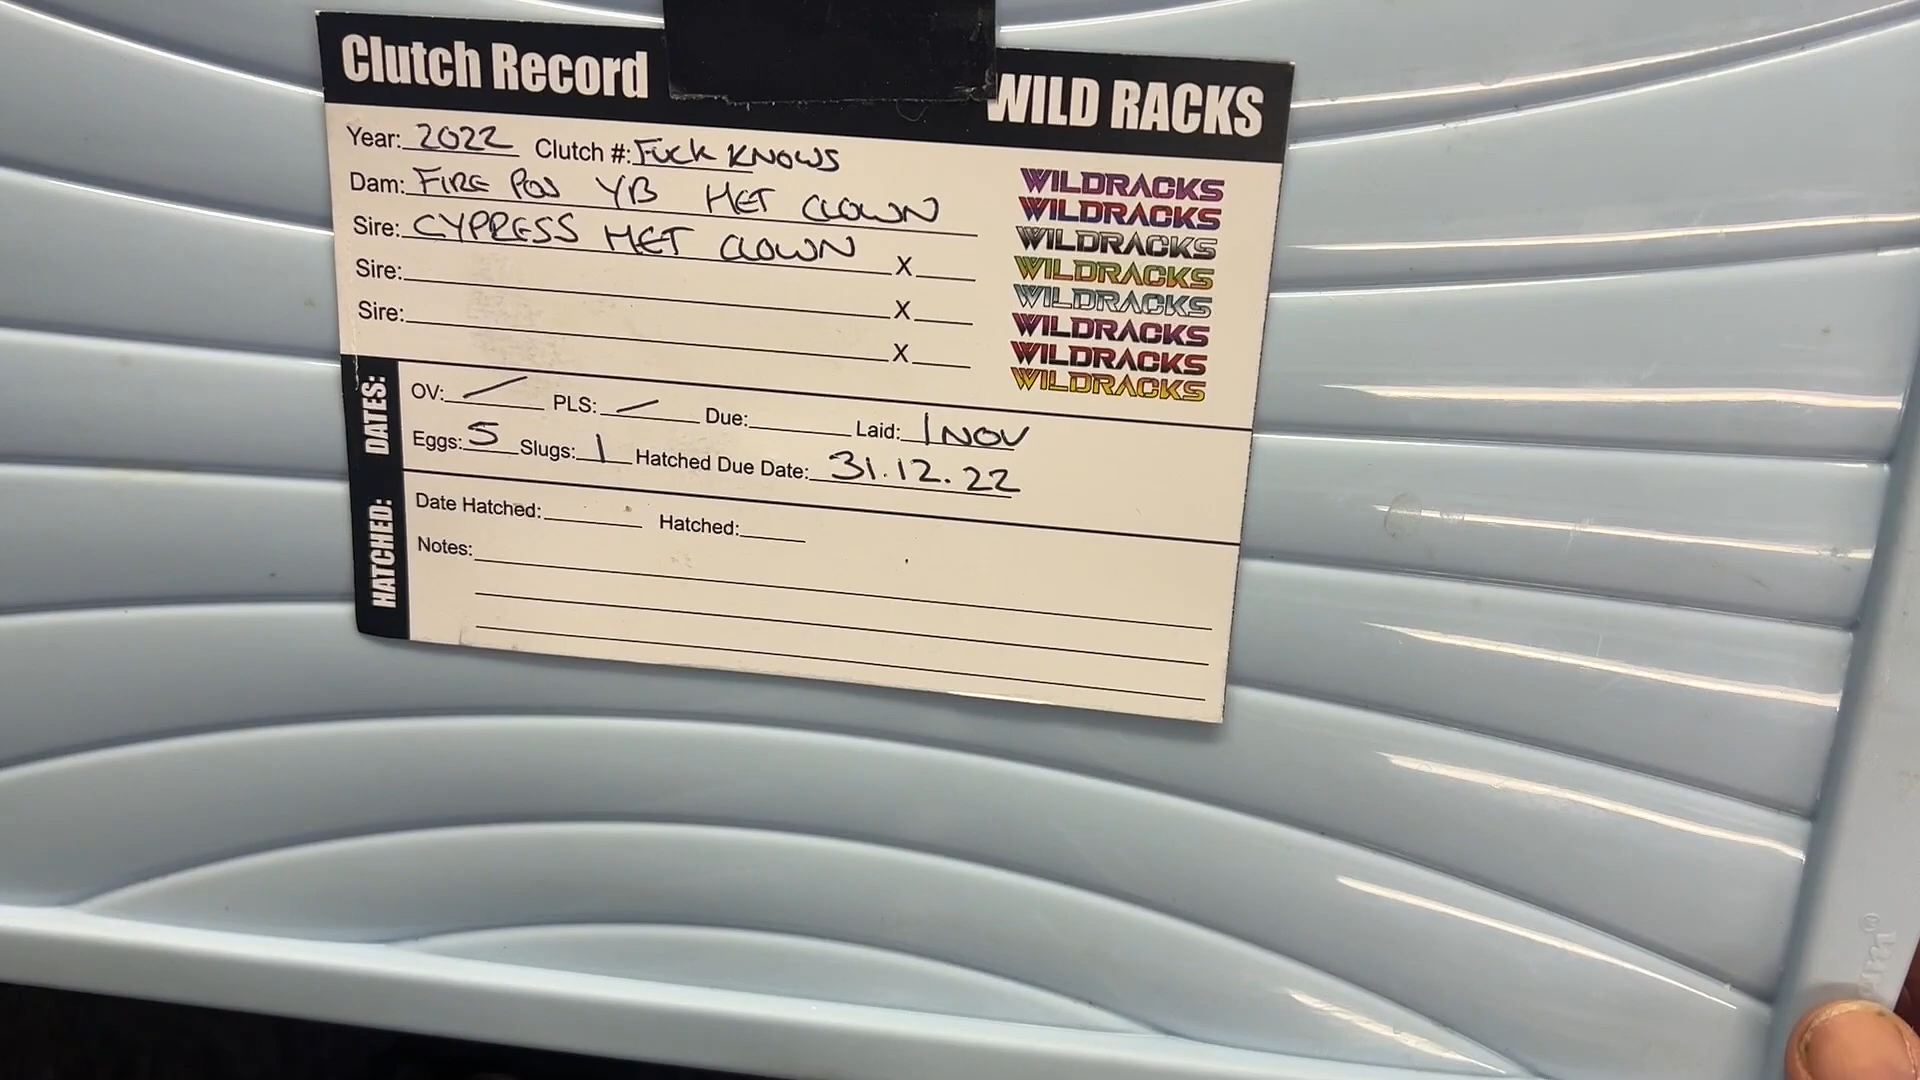 Clutch Record WILD RACKS
Year: 2022 Clutch #: FUCK KNOWS
Dam: FIRE POS YB HET CLOWN
Sire: CYPRESS HET CLOWN X
Sire: X
Sire: X
WILDRACKS
WILDRACKS
WILDRACKS
WILDRACKS
WILDRACKS
WILDRACKS
WILDRACKS
WILDRACKS
DATES:
OV: / PLS: / Due: Laid: 1 NOV
Eggs: 5 Slugs: 1 Hatched Due Date: 31.12.22
HATCHED:
Date Hatched: Hatched:
Notes: